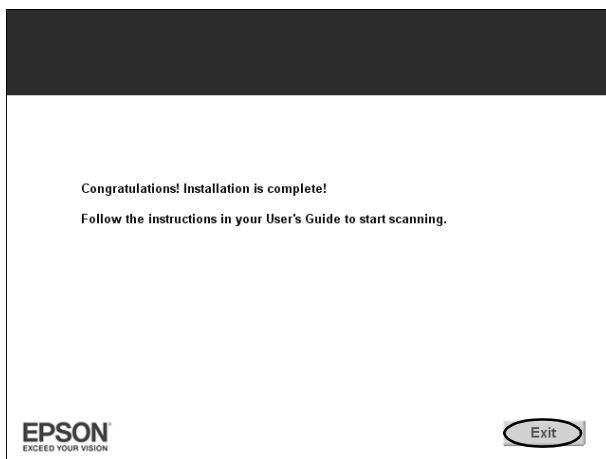 Congratulations! Installation is complete!
Follow the instructions in your User's Guide to start scanning.
EPSON
EXCEED YOUR VISION
Exit